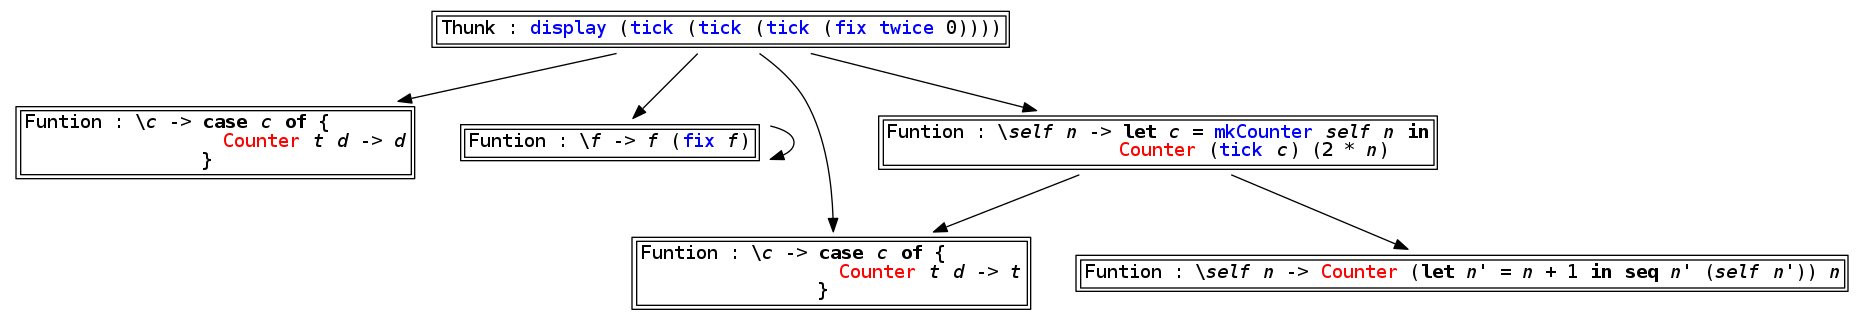 Thunk : display (tick (tick (tick (fix twice 0))))
Funtion : \c -> case c of {
Counter t d -> d
}
Funtion : \f -> f (fix f)
Funtion : \self n -> let c = mkCounter self n in
Counter (tick c) (2 * n)
Funtion : \c -> case c of {
Counter t d -> t
}
Funtion : \self n -> Counter (let n' = n + 1 in seq n' (self n')) n